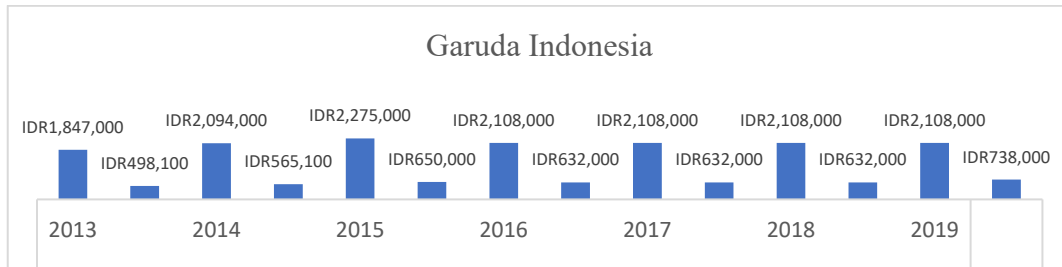 Garuda Indonesia
IDR1,847,000
IDR498,100
IDR2,094,000
IDR565,100
IDR2,275,000
IDR650,000
IDR2,108,000
IDR632,000
IDR2,108,000
IDR632,000
IDR2,108,000
IDR632,000
IDR2,108,000
IDR738,000
2013 2014 2015 2016 2017 2018 2019